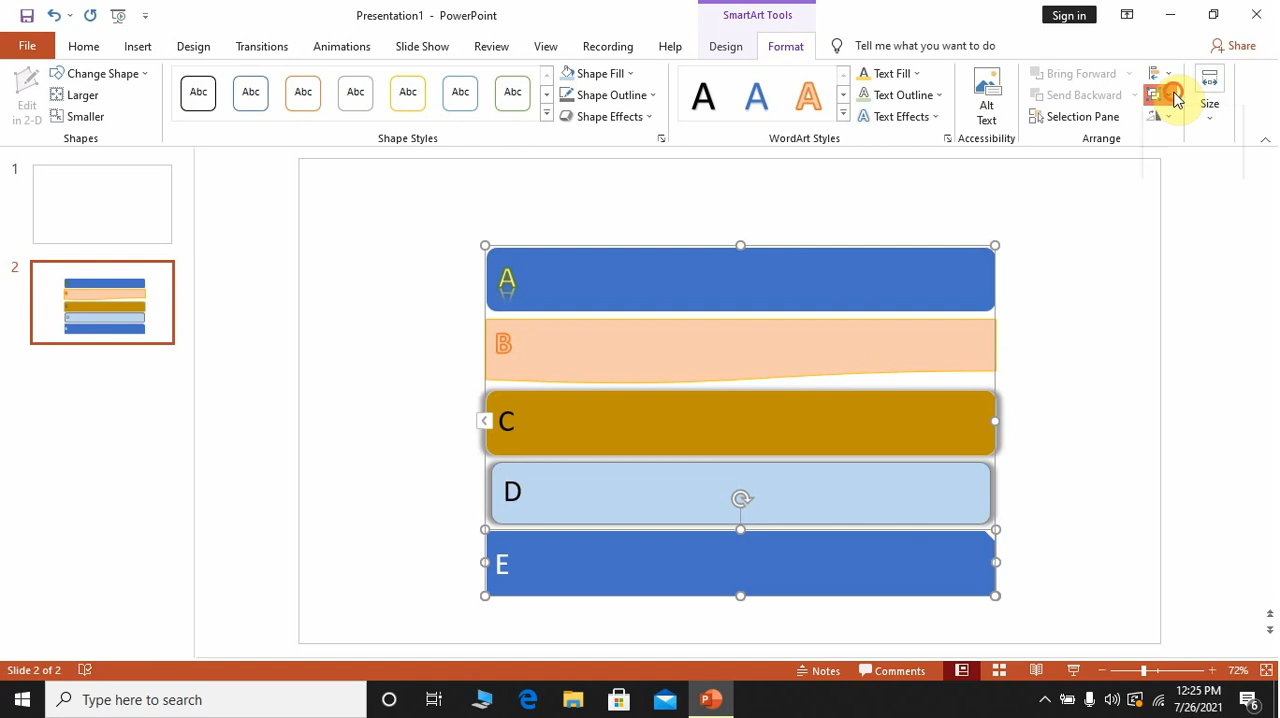 Presentation1 - PowerPoint
SmartArt Tools
Sign in
File
Home
Insert
Design
Transitions
Animations
Slide Show
Review
View
Recording
Help
Design
Format
Tell me what you want to do
Share
Edit
in 2-D
Change Shape
Larger
Smaller
Shapes
Abc
Abc
Abc
Abc
Abc
Abc
Abc
Shape Fill
Shape Outline
Shape Effects
Shape Styles
A
A
A
Text Fill
Text Outline
Text Effects
WordArt Styles
Alt
Text
Accessibility
Bring Forward
Send Backward
Selection Pane
Arrange
Size
1
2
A
B
C
D
E
Slide 2 of 2
Notes
Comments
72%
Type here to search
12:25 PM
7/26/2021
6